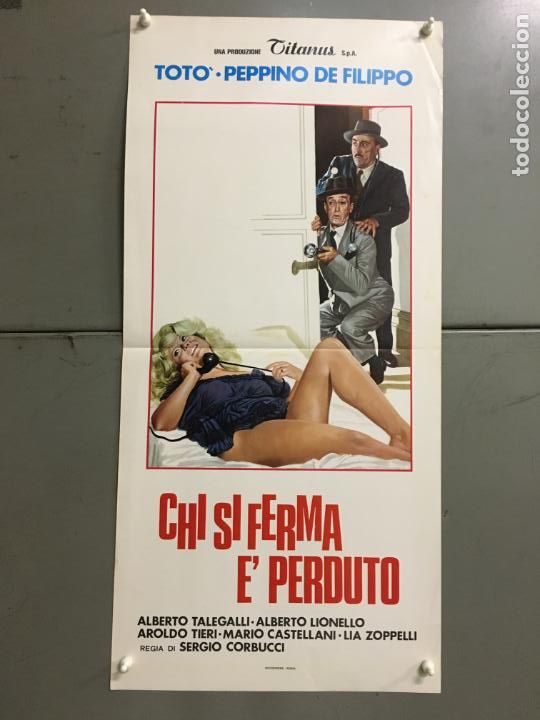 UNA PRODUZIONE Titanus S.p.A.
TOTO' · PEPPINO DE FILIPPO
CHI SI FERMA
E' PERDUTO
ALBERTO TALEGALLI · ALBERTO LIONELLO
AROLDO TIERI · MARIO CASTELLANI · LIA ZOPPELLI
REGIA DI SERGIO CORBUCCI
todocoleccion